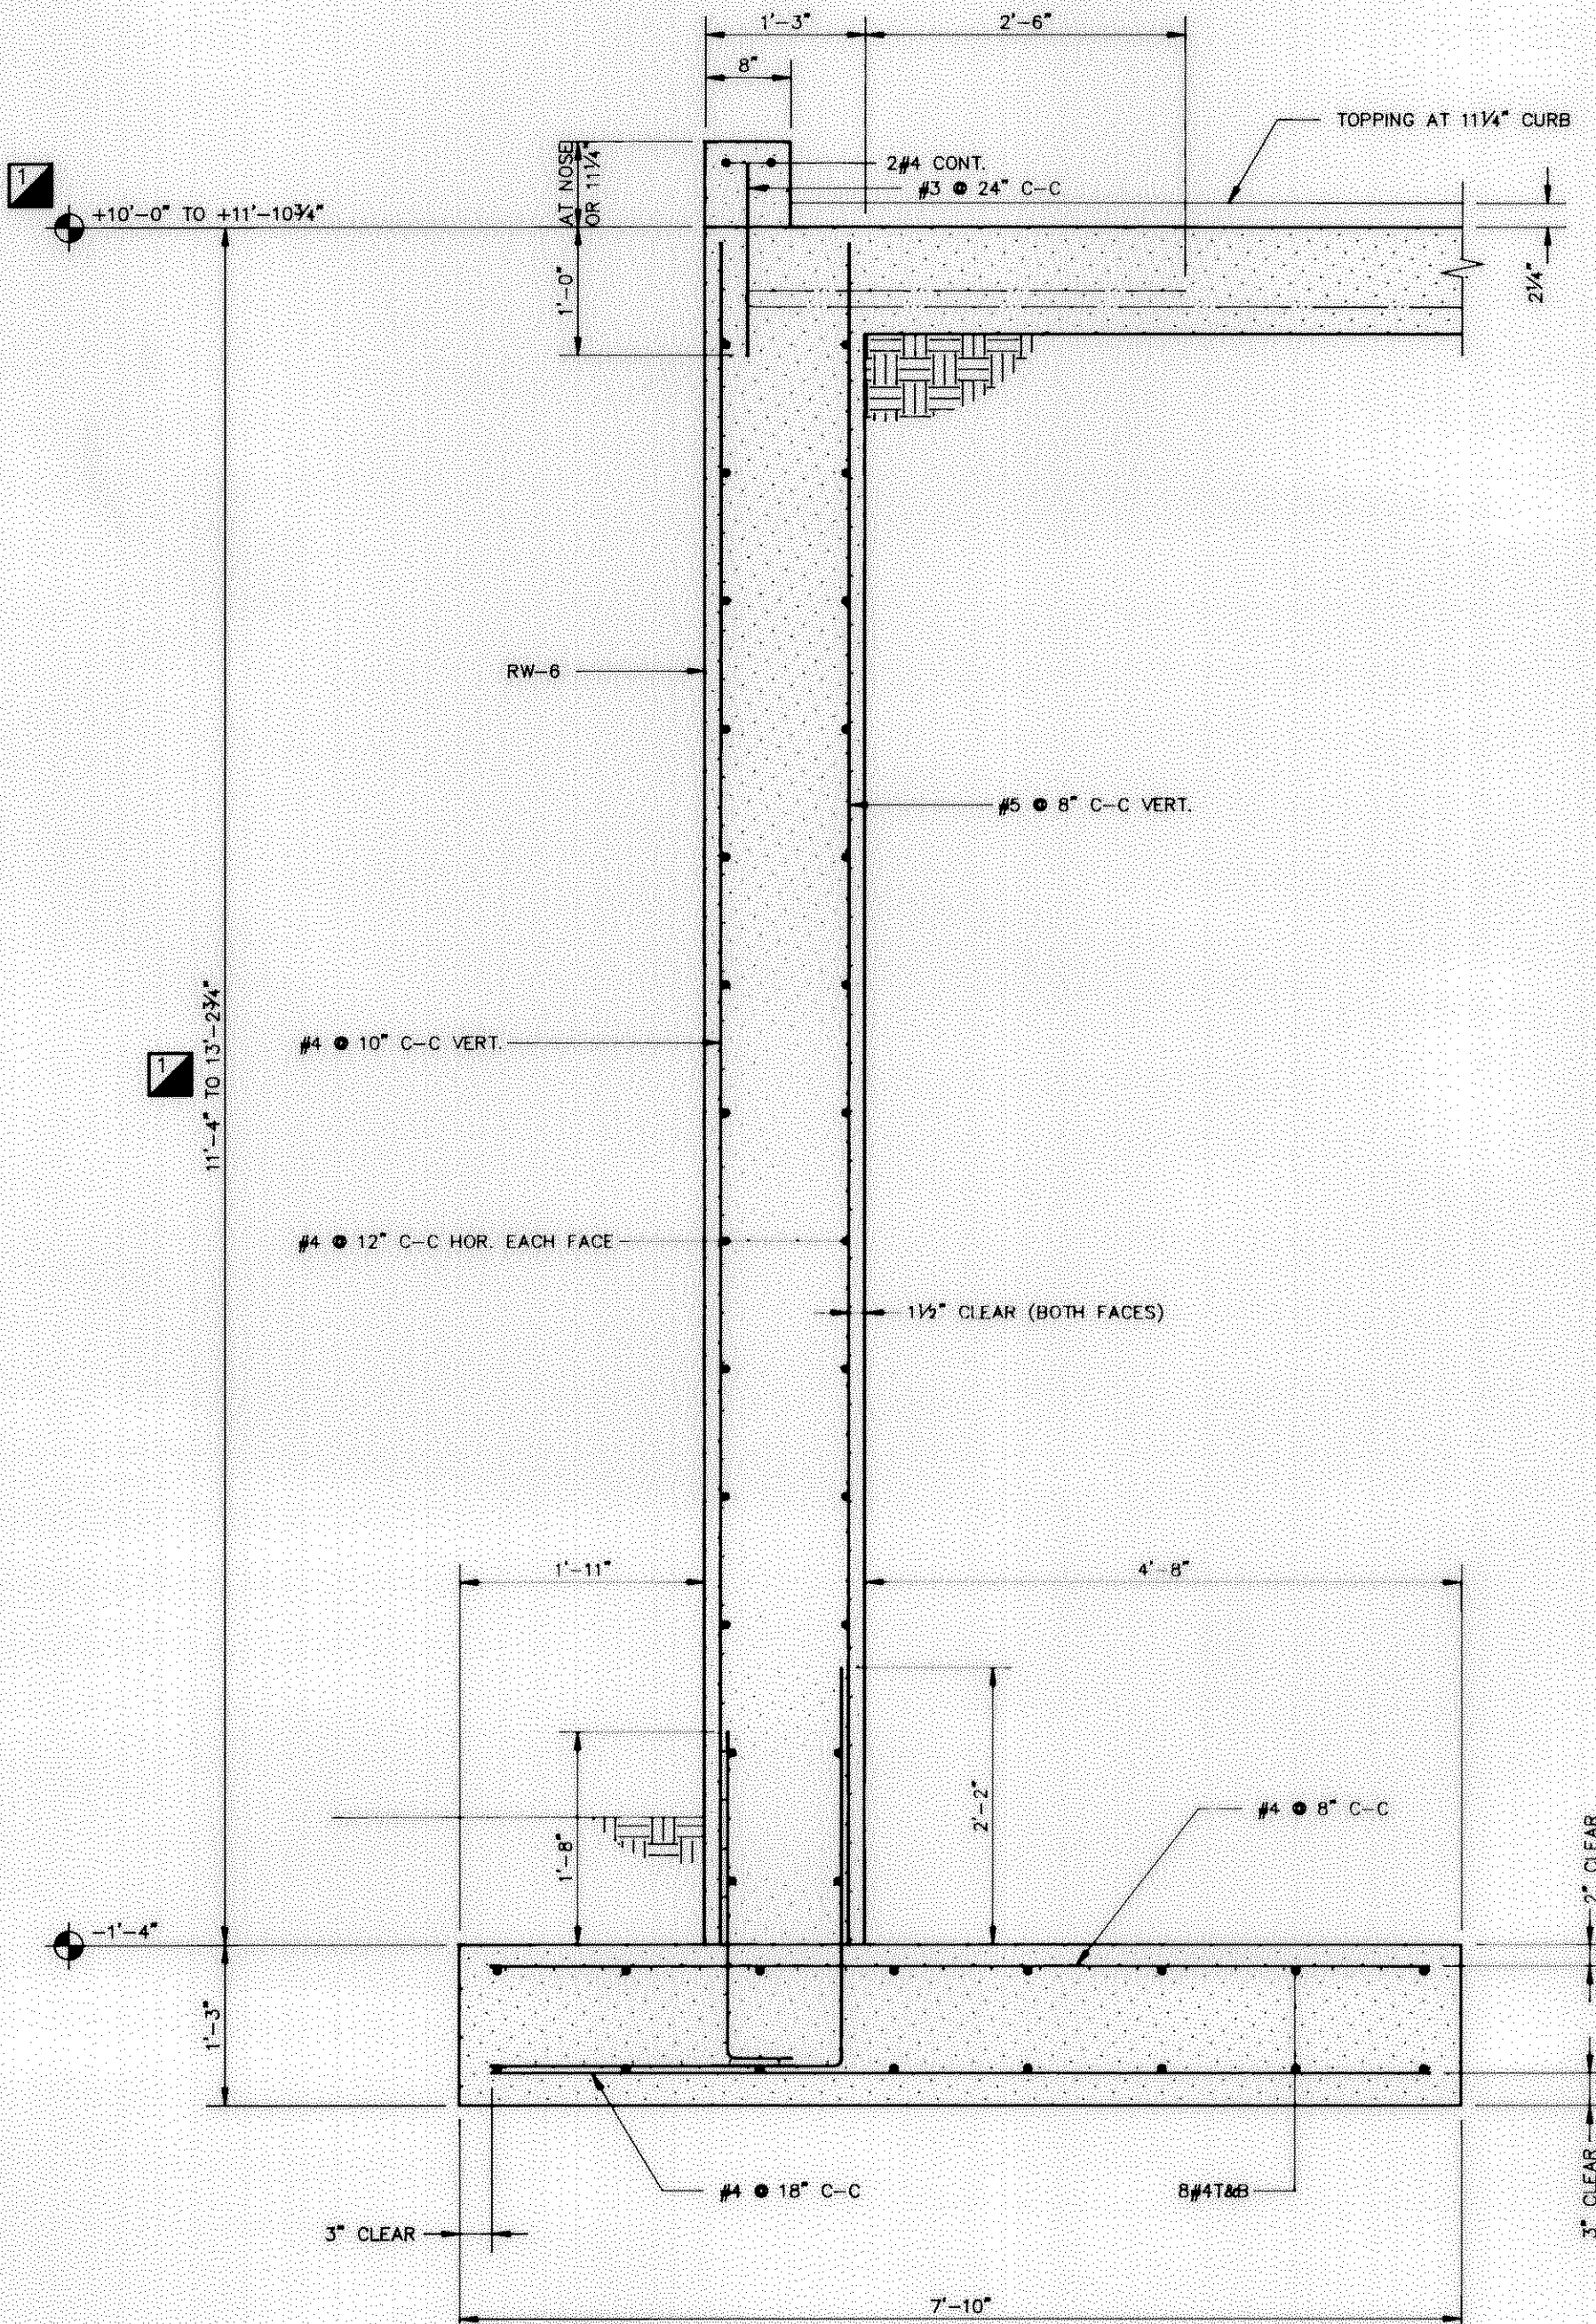 1'-3"
2'-6"
8"
TOPPING AT 11¼" CURB
AT NOSE
OR 11¼"
2#4 CONT.
#3 @ 24" C-C
1
+10'-0" TO +11'-10¾"
1'-0"
2¼"
RW-6
#5 @ 8" C-C VERT.
#4 @ 10" C-C VERT.
1
11'-4" TO 13'-2¾"
#4 @ 12" C-C HOR. EACH FACE
1½" CLEAR (BOTH FACES)
1'-11"
4'-8"
2'-2"
#4 @ 8" C-C
1'-8"
2" CLEAR
-1'-4"
1'-3"
#4 @ 18" C-C
8#4T&B
3" CLEAR
3" CLEAR
7'-10"